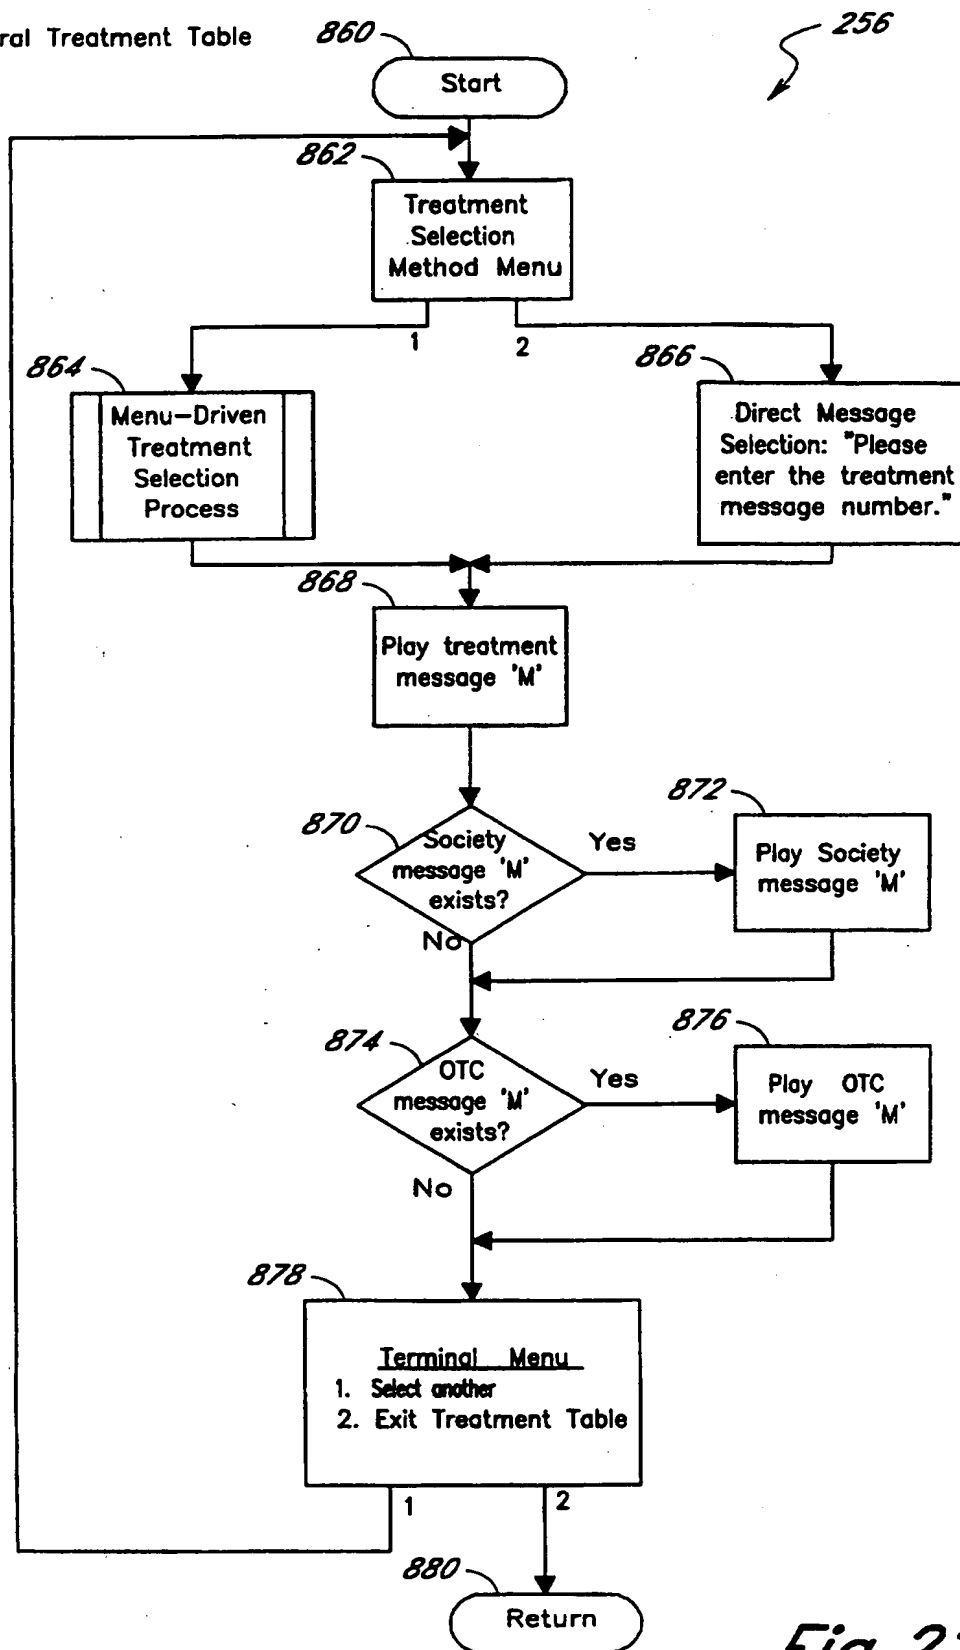 Treatment Table
860
256
Start
862
Treatment
Selection
Method Menu
1
2
864
866
Menu-Driven
Treatment
Selection
Process
Direct Message
Selection: "Please
enter the treatment
message number."
868
Play treatment
message 'M'
870
Society
message 'M'
exists?
Yes
No
872
Play Society
message 'M'
874
OTC
message 'M'
exists?
Yes
No
876
Play OTC
message 'M'
878
Terminal Menu
1. Select another
2. Exit Treatment Table
1
2
880
Return
Fig.